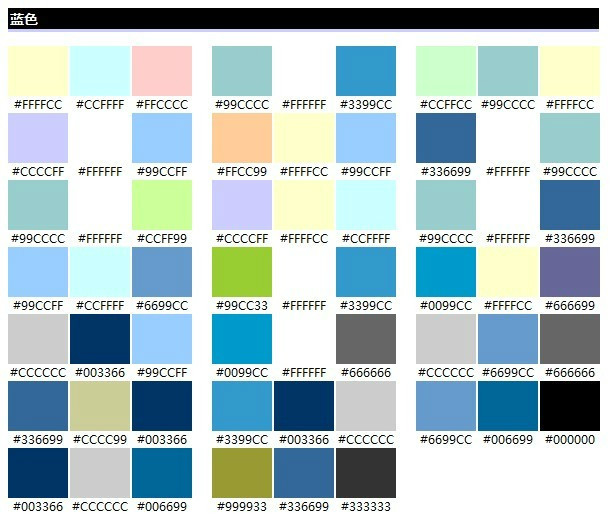 蓝色
#FFFFCC #CCFFFF #FFCCCC #99CCCC #FFFFFF #3399CC #CCFFCC #99CCCC #FFFFCC
#CCCCFF #FFFFFF #99CCFF #FFCC99 #FFFFCC #99CCFF #336699 #FFFFFF #99CCCC
#99CCCC #FFFFFF #CCFF99 #CCCCFF #FFFFCC #CCFFFF #99CCCC #FFFFFF #336699
#99CCFF #CCFFFF #6699CC #99CC33 #FFFFFF #3399CC #0099CC #FFFFCC #666699
#CCCCCC #003366 #99CCFF #0099CC #FFFFFF #666666 #CCCCCC #6699CC #666666
#336699 #CCCC99 #003366 #3399CC #003366 #CCCCCC #6699CC #006699 #000000
#003366 #CCCCCC #006699 #999933 #336699 #333333